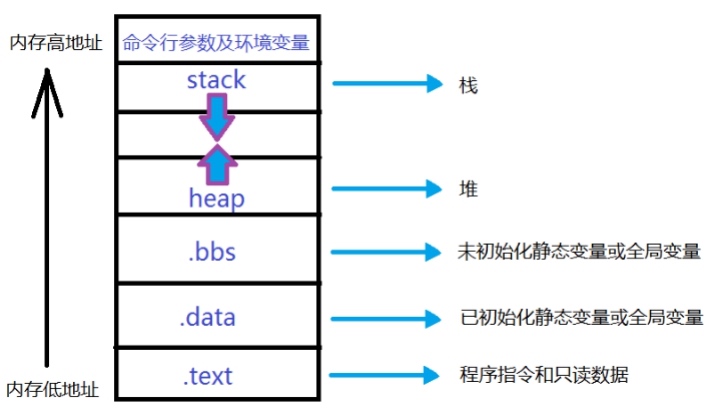 内存高地址
命令行参数及环境变量
stack
栈
heap
堆
.bbs
未初始化静态变量或全局变量
.data
已初始化静态变量或全局变量
.text
程序指令和只读数据
内存低地址